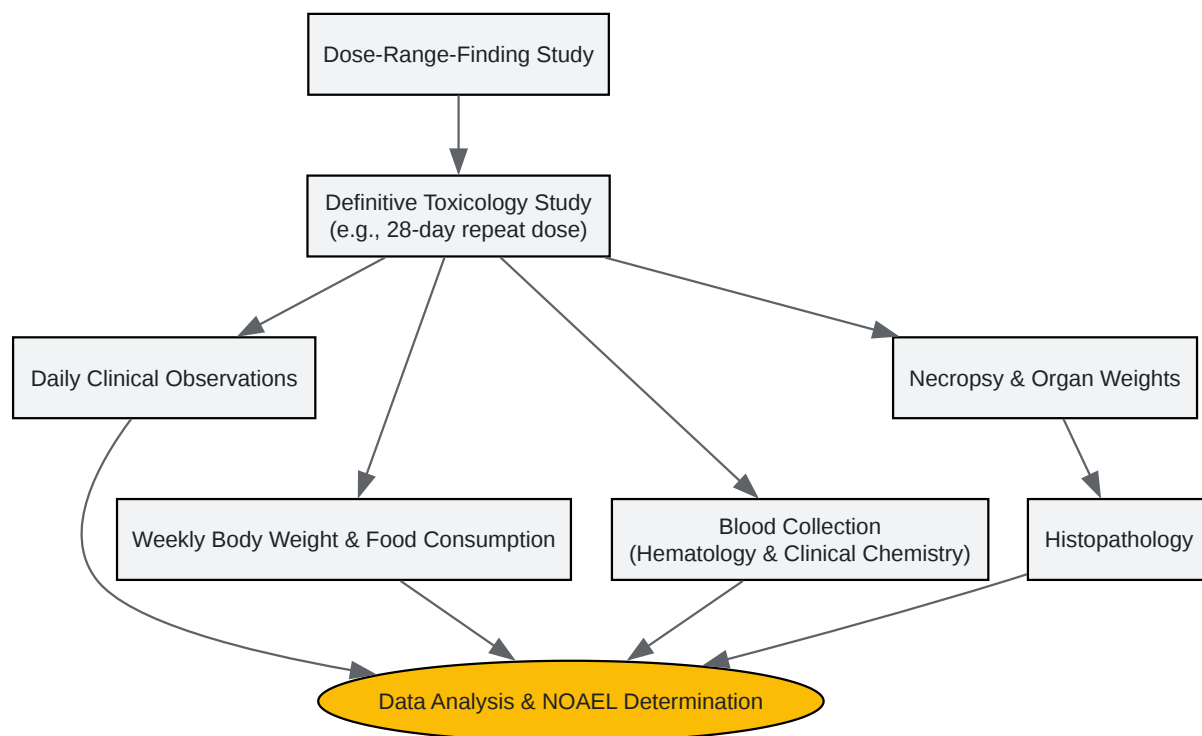 Dose-Range-Finding Study
Definitive Toxicology Study
(e.g., 28-day repeat dose)
Daily Clinical Observations
Necropsy & Organ Weights
Weekly Body Weight & Food Consumption
Blood Collection
(Hematology & Clinical Chemistry)
Histopathology
Data Analysis & NOAEL Determination